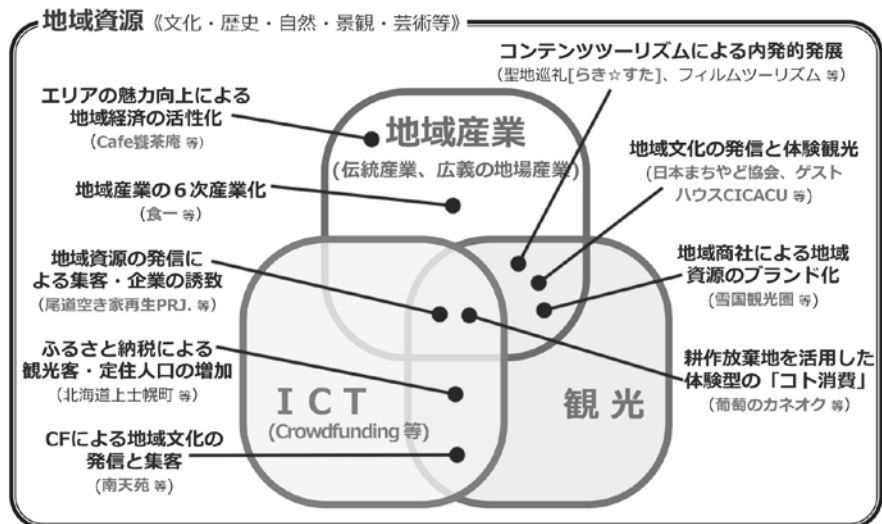 地域資源《文化・歴史・自然・景観・芸術等》
コンテンツツーリズムによる内発的発展
(聖地巡礼[らき☆すた]、フィルムツーリズム 等)
エリアの魅力向上による
地域経済の活性化
(Cafe饗茶庵 等)
地域産業
(伝統産業、広義の地場産業)
地域文化の発信と体験観光
(日本まちやど協会、ゲスト
ハウスCICACU 等)
地域産業の6次産業化
(食一 等)
地域資源の発信に
よる集客・企業の誘致
(尾道空き家再生PRJ. 等)
地域商社による地域
資源のブランド化
(雪国観光圏 等)
ふるさと納税による
観光客・定住人口の増加
(北海道上士幌町 等)
耕作放棄地を活用した
体験型の「コト消費」
(葡萄のカネオク 等)
ICT
(Crowdfunding 等)
観光
CFによる地域文化の
発信と集客
(南天苑 等)